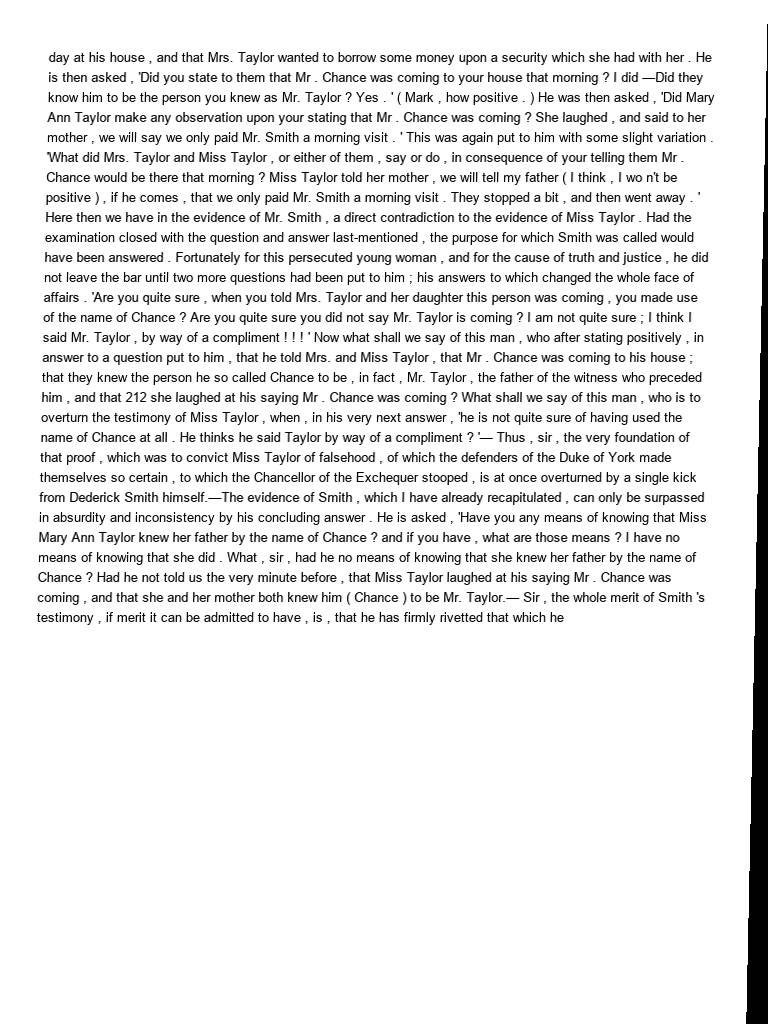 day at his house , and that Mrs. Taylor wanted to borrow some money upon a security which she had with her . He
is then asked , 'Did you state to them that Mr . Chance was coming to your house that morning ? I did —Did they
know him to be the person you knew as Mr. Taylor ? Yes . ' ( Mark , how positive . ) He was then asked , 'Did Mary
Ann Taylor make any observation upon your stating that Mr . Chance was coming ? She laughed , and said to her
mother , we will say we only paid Mr. Smith a morning visit . ' This was again put to him with some slight variation .
'What did Mrs. Taylor and Miss Taylor , or either of them , say or do , in consequence of your telling them Mr .
Chance would be there that morning ? Miss Taylor told her mother , we will tell my father ( I think , I wo n't be
positive ) , if he comes , that we only paid Mr. Smith a morning visit . They stopped a bit , and then went away . '
Here then we have in the evidence of Mr. Smith , a direct contradiction to the evidence of Miss Taylor . Had the
examination closed with the question and answer last-mentioned , the purpose for which Smith was called would
have been answered . Fortunately for this persecuted young woman , and for the cause of truth and justice , he did
not leave the bar until two more questions had been put to him ; his answers to which changed the whole face of
affairs . 'Are you quite sure , when you told Mrs. Taylor and her daughter this person was coming , you made use
of the name of Chance ? Are you quite sure you did not say Mr. Taylor is coming ? I am not quite sure ; I think I
said Mr. Taylor , by way of a compliment ! ! ! ' Now what shall we say of this man , who after stating positively , in
answer to a question put to him , that he told Mrs. and Miss Taylor , that Mr . Chance was coming to his house ;
that they knew the person he so called Chance to be , in fact , Mr. Taylor , the father of the witness who preceded
him , and that 212 she laughed at his saying Mr . Chance was coming ? What shall we say of this man , who is to
overturn the testimony of Miss Taylor , when , in his very next answer , 'he is not quite sure of having used the
name of Chance at all . He thinks he said Taylor by way of a compliment ? '— Thus , sir , the very foundation of
that proof , which was to convict Miss Taylor of falsehood , of which the defenders of the Duke of York made
themselves so certain , to which the Chancellor of the Exchequer stooped , is at once overturned by a single kick
from Dederick Smith himself.—The evidence of Smith , which I have already recapitulated , can only be surpassed
in absurdity and inconsistency by his concluding answer . He is asked , 'Have you any means of knowing that Miss
Mary Ann Taylor knew her father by the name of Chance ? and if you have , what are those means ? I have no
means of knowing that she did . What , sir , had he no means of knowing that she knew her father by the name of
Chance ? Had he not told us the very minute before , that Miss Taylor laughed at his saying Mr . Chance was
coming , and that she and her mother both knew him ( Chance ) to be Mr. Taylor.— Sir , the whole merit of Smith 's
testimony , if merit it can be admitted to have , is , that he has firmly rivetted that which he